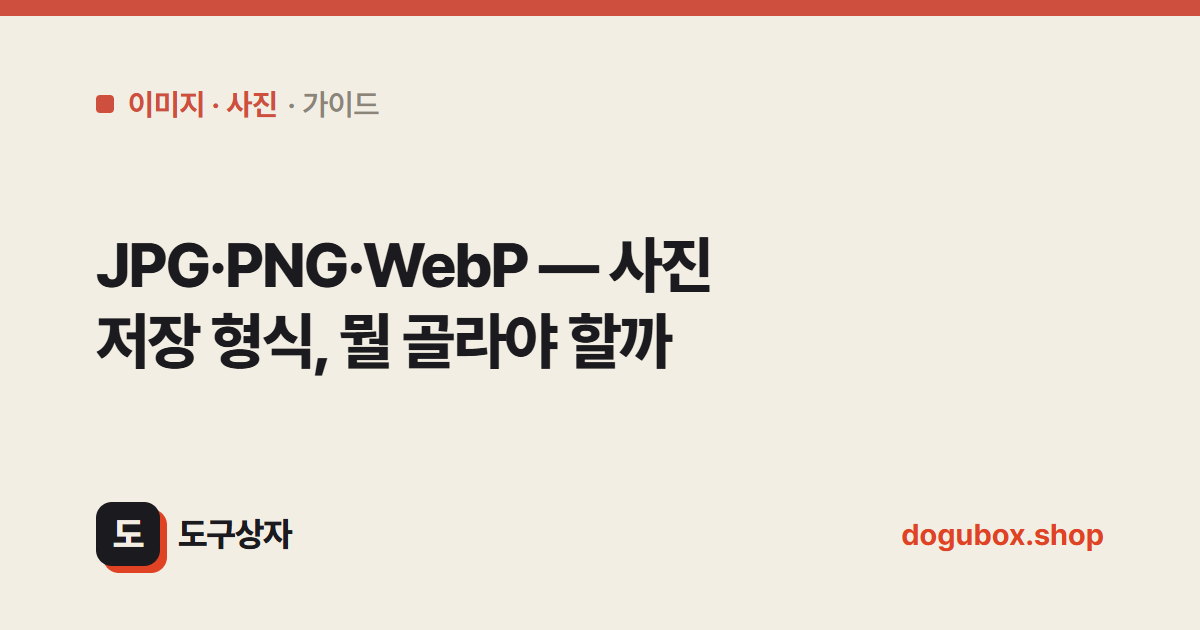 이미지 · 사진 · 가이드
JPG·PNG·WebP — 사진
저장 형식, 뭘 골라야 할까
도 도구상자
dogubox.shop